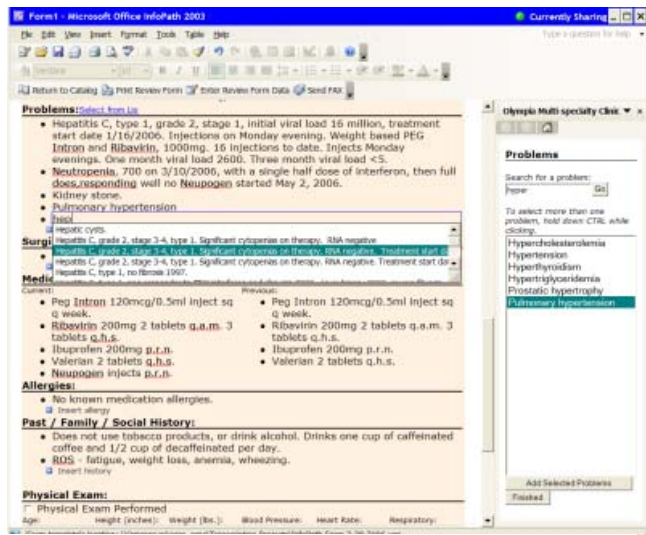 Form1 - Microsoft Office InfoPath 2003
Currently Sharing
File Edit View Insert Format Tools Table Help
Type a question for help
Verdana
Return to Catalog Print Review Form Enter Review Form Data Send FAX
Problems: Select from List
Hepatitis C, type 1, grade 2, stage 1, initial viral load 16 million, treatment
start date 1/16/2006. Injections on Monday evening. Weight based PEG
Intron and Ribavirin, 1000mg. 16 injections to date. Injects Monday
evenings. One month viral load 2600. Three month viral load <5.
Neutropenia, 700 on 3/10/2006, with a single half dose of interferon, then full
does,responding well no Neupogen started May 2, 2006.
Kidney stone.
Pulmonary hypertension
hep
Hepatic cysts.
Hepatitis C, grade 2, stage 3-4, type 1. Significant cytopenias on therapy. RNA negative
Hepatitis C, grade 2, stage 3-4, type 1. Significant cytopenias on therapy, RNA negative. Treatment start da
Hepatitis C, grade 2, stage 3-4, type 1. Significant cytopenias on therapy, RNA negative. Treatment start dat
Hepatitis C, type 1, no fibrosis 1997.
Surgi
Medic
Current: Previous:
Peg Intron 120mcg/0.5ml inject sq
q week.
Ribavirin 200mg 2 tablets q.a.m. 3
tablets q.h.s.
Ibuprofen 200mg p.r.n.
Valerian 2 tablets q.h.s.
Neupogen injects p.r.n.
Peg Intron 120mcg/0.5ml inject sq
q week.
Ribavirin 200mg 2 tablets q.a.m. 3
tablets q.h.s.
Ibuprofen 200mg p.r.n.
Valerian 2 tablets q.h.s.
Allergies:
No known medication allergies.
Insert allergy
Past / Family / Social History:
Does not use tobacco products, or drink alcohol. Drinks one cup of caffeinated
coffee and 1/2 cup of decaffeinated per day.
ROS - fatigue, weight loss, anemia, wheezing.
Insert history
Physical Exam:
Physical Exam Performed
Age: Height (inches): Weight (lbs.): Blood Pressure: Heart Rate: Respiratory:
Olympia Multi-specialty Clinic
Problems
Search for a problem:
hyper Go
To select more than one
problem, hold down CTRL while
clicking.
Hypercholesterolemia
Hypertension
Hyperthyroidism
Hypertriglyceridemia
Prostatic hypertrophy
Pulmonary hypertension
Add Selected Problems
Finished